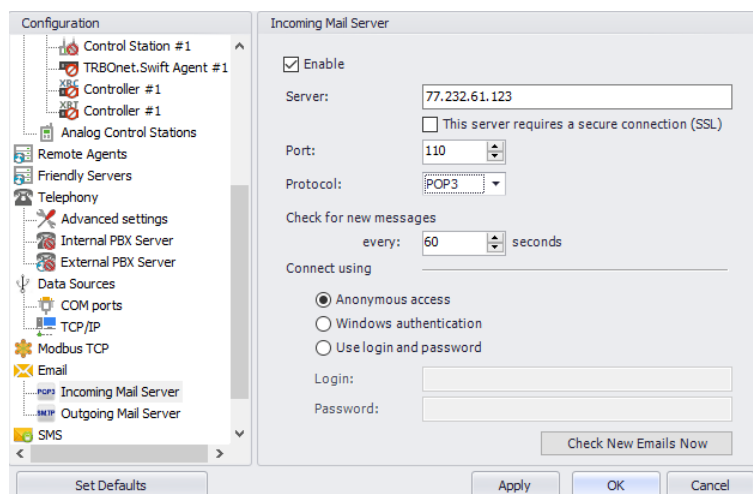 Configuration
Control Station #1
TRBOnet.Swift Agent #1
XRC Controller #1
XRT Controller #1
Analog Control Stations
Remote Agents
Friendly Servers
Telephony
Advanced settings
Internal PBX Server
External PBX Server
Data Sources
COM ports
TCP/IP
Modbus TCP
Email
POP3 Incoming Mail Server
SMTP Outgoing Mail Server
SMS
Set Defaults
Incoming Mail Server
Enable
Server: 77.232.61.123
This server requires a secure connection (SSL)
Port: 110
Protocol: POP3
Check for new messages
every: 60 seconds
Connect using
Anonymous access
Windows authentication
Use login and password
Login:
Password:
Check New Emails Now
Apply OK Cancel